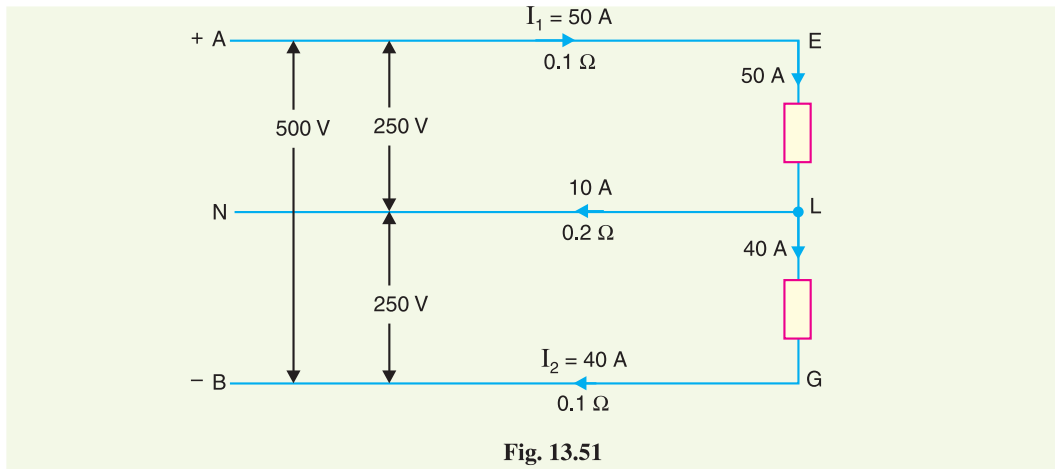 I₁ = 50 A
+ A
E
0.1 Ω
50 A
500 V
250 V
10 A
N
L
0.2 Ω
40 A
250 V
I₂ = 40 A
− B
G
0.1 Ω
Fig. 13.51